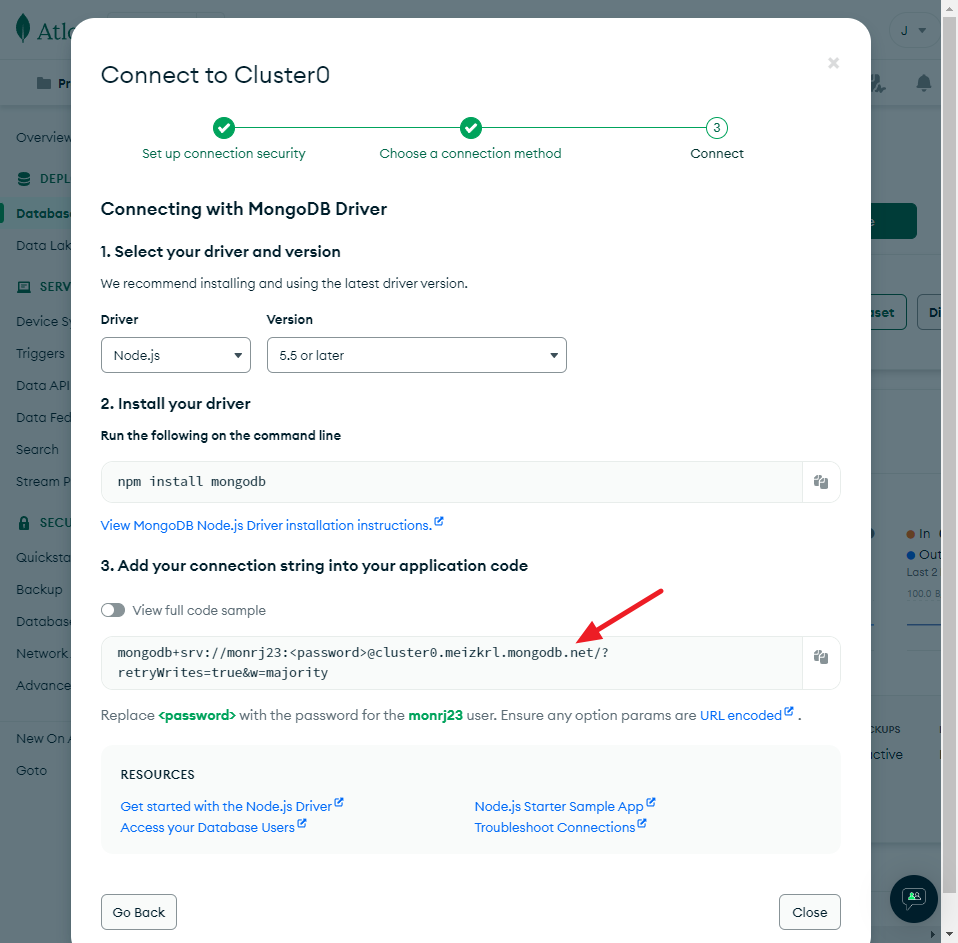 Atlas
J
Connect to Cluster0
3
Set up connection security
Choose a connection method
Connect
Connecting with MongoDB Driver
1. Select your driver and version
We recommend installing and using the latest driver version.
Driver
Version
Node.js
5.5 or later
2. Install your driver
Run the following on the command line
npm install mongodb
View MongoDB Node.js Driver installation instructions.
3. Add your connection string into your application code
View full code sample
mongodb+srv://monrj23:<password>@cluster0.meizkrl.mongodb.net/?
retryWrites=true&w=majority
Replace <password> with the password for the monrj23 user. Ensure any option params are URL encoded .
RESOURCES
Get started with the Node.js Driver
Node.js Starter Sample App
Access your Database Users
Troubleshoot Connections
Go Back
Close
Overview
DEPL
Databas
Data Lak
SERV
Device Sy
Triggers
Data API
Data Fed
Search
Stream P
SECU
Quicksta
Backup
Databas
Network
Advance
New On A
Goto
In
Out
Last 2
100.0 B